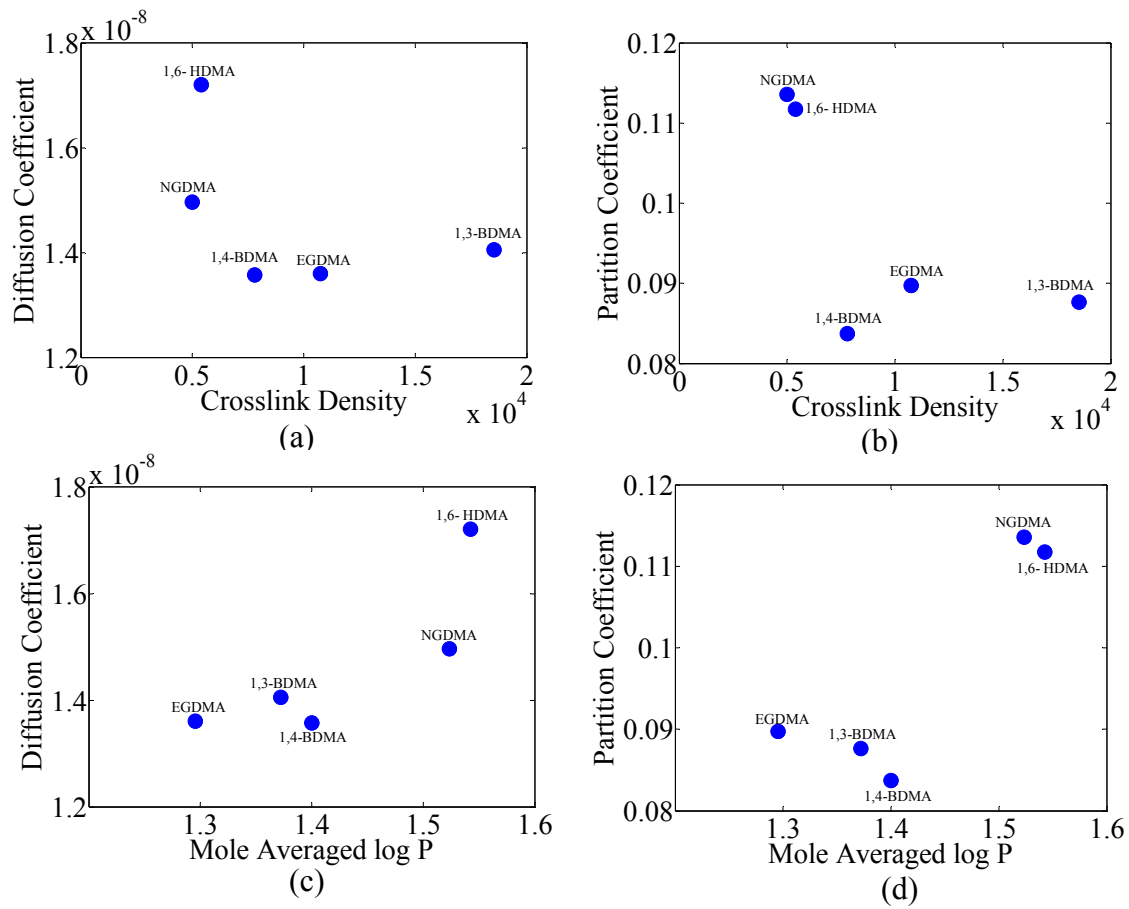 x 10-8
1.8
1.6
1.4
1.2
Diffusion Coefficient
1,6- HDMA
NGDMA
1,4-BDMA
EGDMA
1,3-BDMA
0 0.5 1 1.5 2
Crosslink Density
x 10^4
(a)
0.12
0.11
0.1
0.09
0.08
Partition Coefficient
NGDMA
1,6- HDMA
EGDMA
1,3-BDMA
1,4-BDMA
0 0.5 1 1.5 2
Crosslink Density
x 10^4
(b)
x 10-8
1.8
1.6
1.4
1.2
Diffusion Coefficient
1,6- HDMA
NGDMA
1,3-BDMA
EGDMA
1,4-BDMA
1.3 1.4 1.5 1.6
Mole Averaged log P
(c)
0.12
0.11
0.1
0.09
0.08
Partition Coefficient
NGDMA
1,6- HDMA
EGDMA
1,3-BDMA
1,4-BDMA
1.3 1.4 1.5 1.6
Mole Averaged log P
(d)